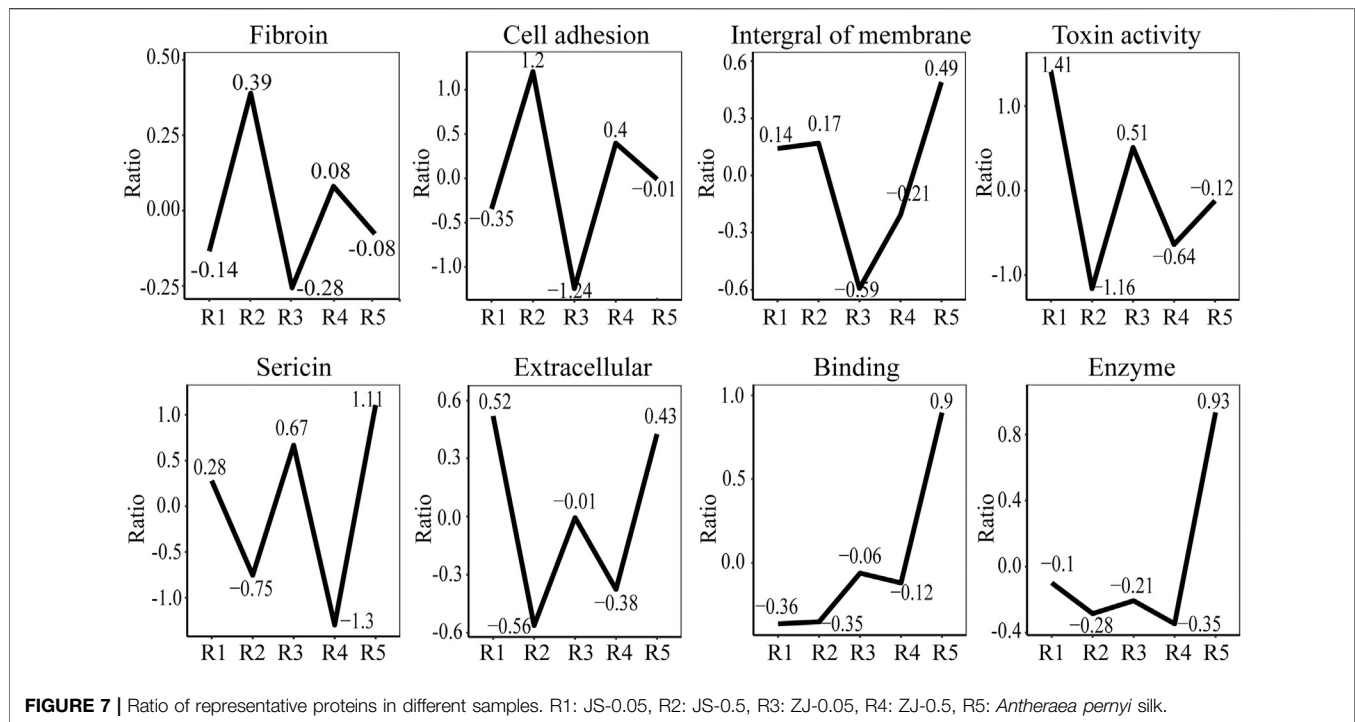 Fibroin
Cell adhesion
Intergral of membrane
Toxin activity
Ratio
0.50
0.25
0.00
-0.25
-0.14
0.39
-0.28
0.08
-0.08
R1 R2 R3 R4 R5
Ratio
1.0
0.5
0.0
-0.5
-1.0
−0.35
1.2
−1.24
0.4
−0.01
R1 R2 R3 R4 R5
Ratio
0.6
0.3
0.0
-0.3
-0.6
0.14
0.17
−0.59
−0.21
0.49
R1 R2 R3 R4 R5
Ratio
1.0
0.0
-1.0
1.41
−1.16
0.51
−0.64
−0.12
R1 R2 R3 R4 R5
Sericin
Extracellular
Binding
Enzyme
Ratio
1.0
0.5
0.0
-0.5
-1.0
0.28
−0.75
0.67
−1.3
1.11
R1 R2 R3 R4 R5
Ratio
0.6
0.0
-0.3
-0.6
0.52
−0.56
−0.01
−0.38
0.43
R1 R2 R3 R4 R5
Ratio
1.0
0.5
0.0
−0.36
−0.35
−0.06
−0.12
0.9
R1 R2 R3 R4 R5
Ratio
0.8
0.4
0.0
-0.4
−0.1
−0.28
−0.21
−0.35
0.93
R1 R2 R3 R4 R5
FIGURE 7 | Ratio of representative proteins in different samples. R1: JS-0.05, R2: JS-0.5, R3: ZJ-0.05, R4: ZJ-0.5, R5: Antheraea pernyi silk.